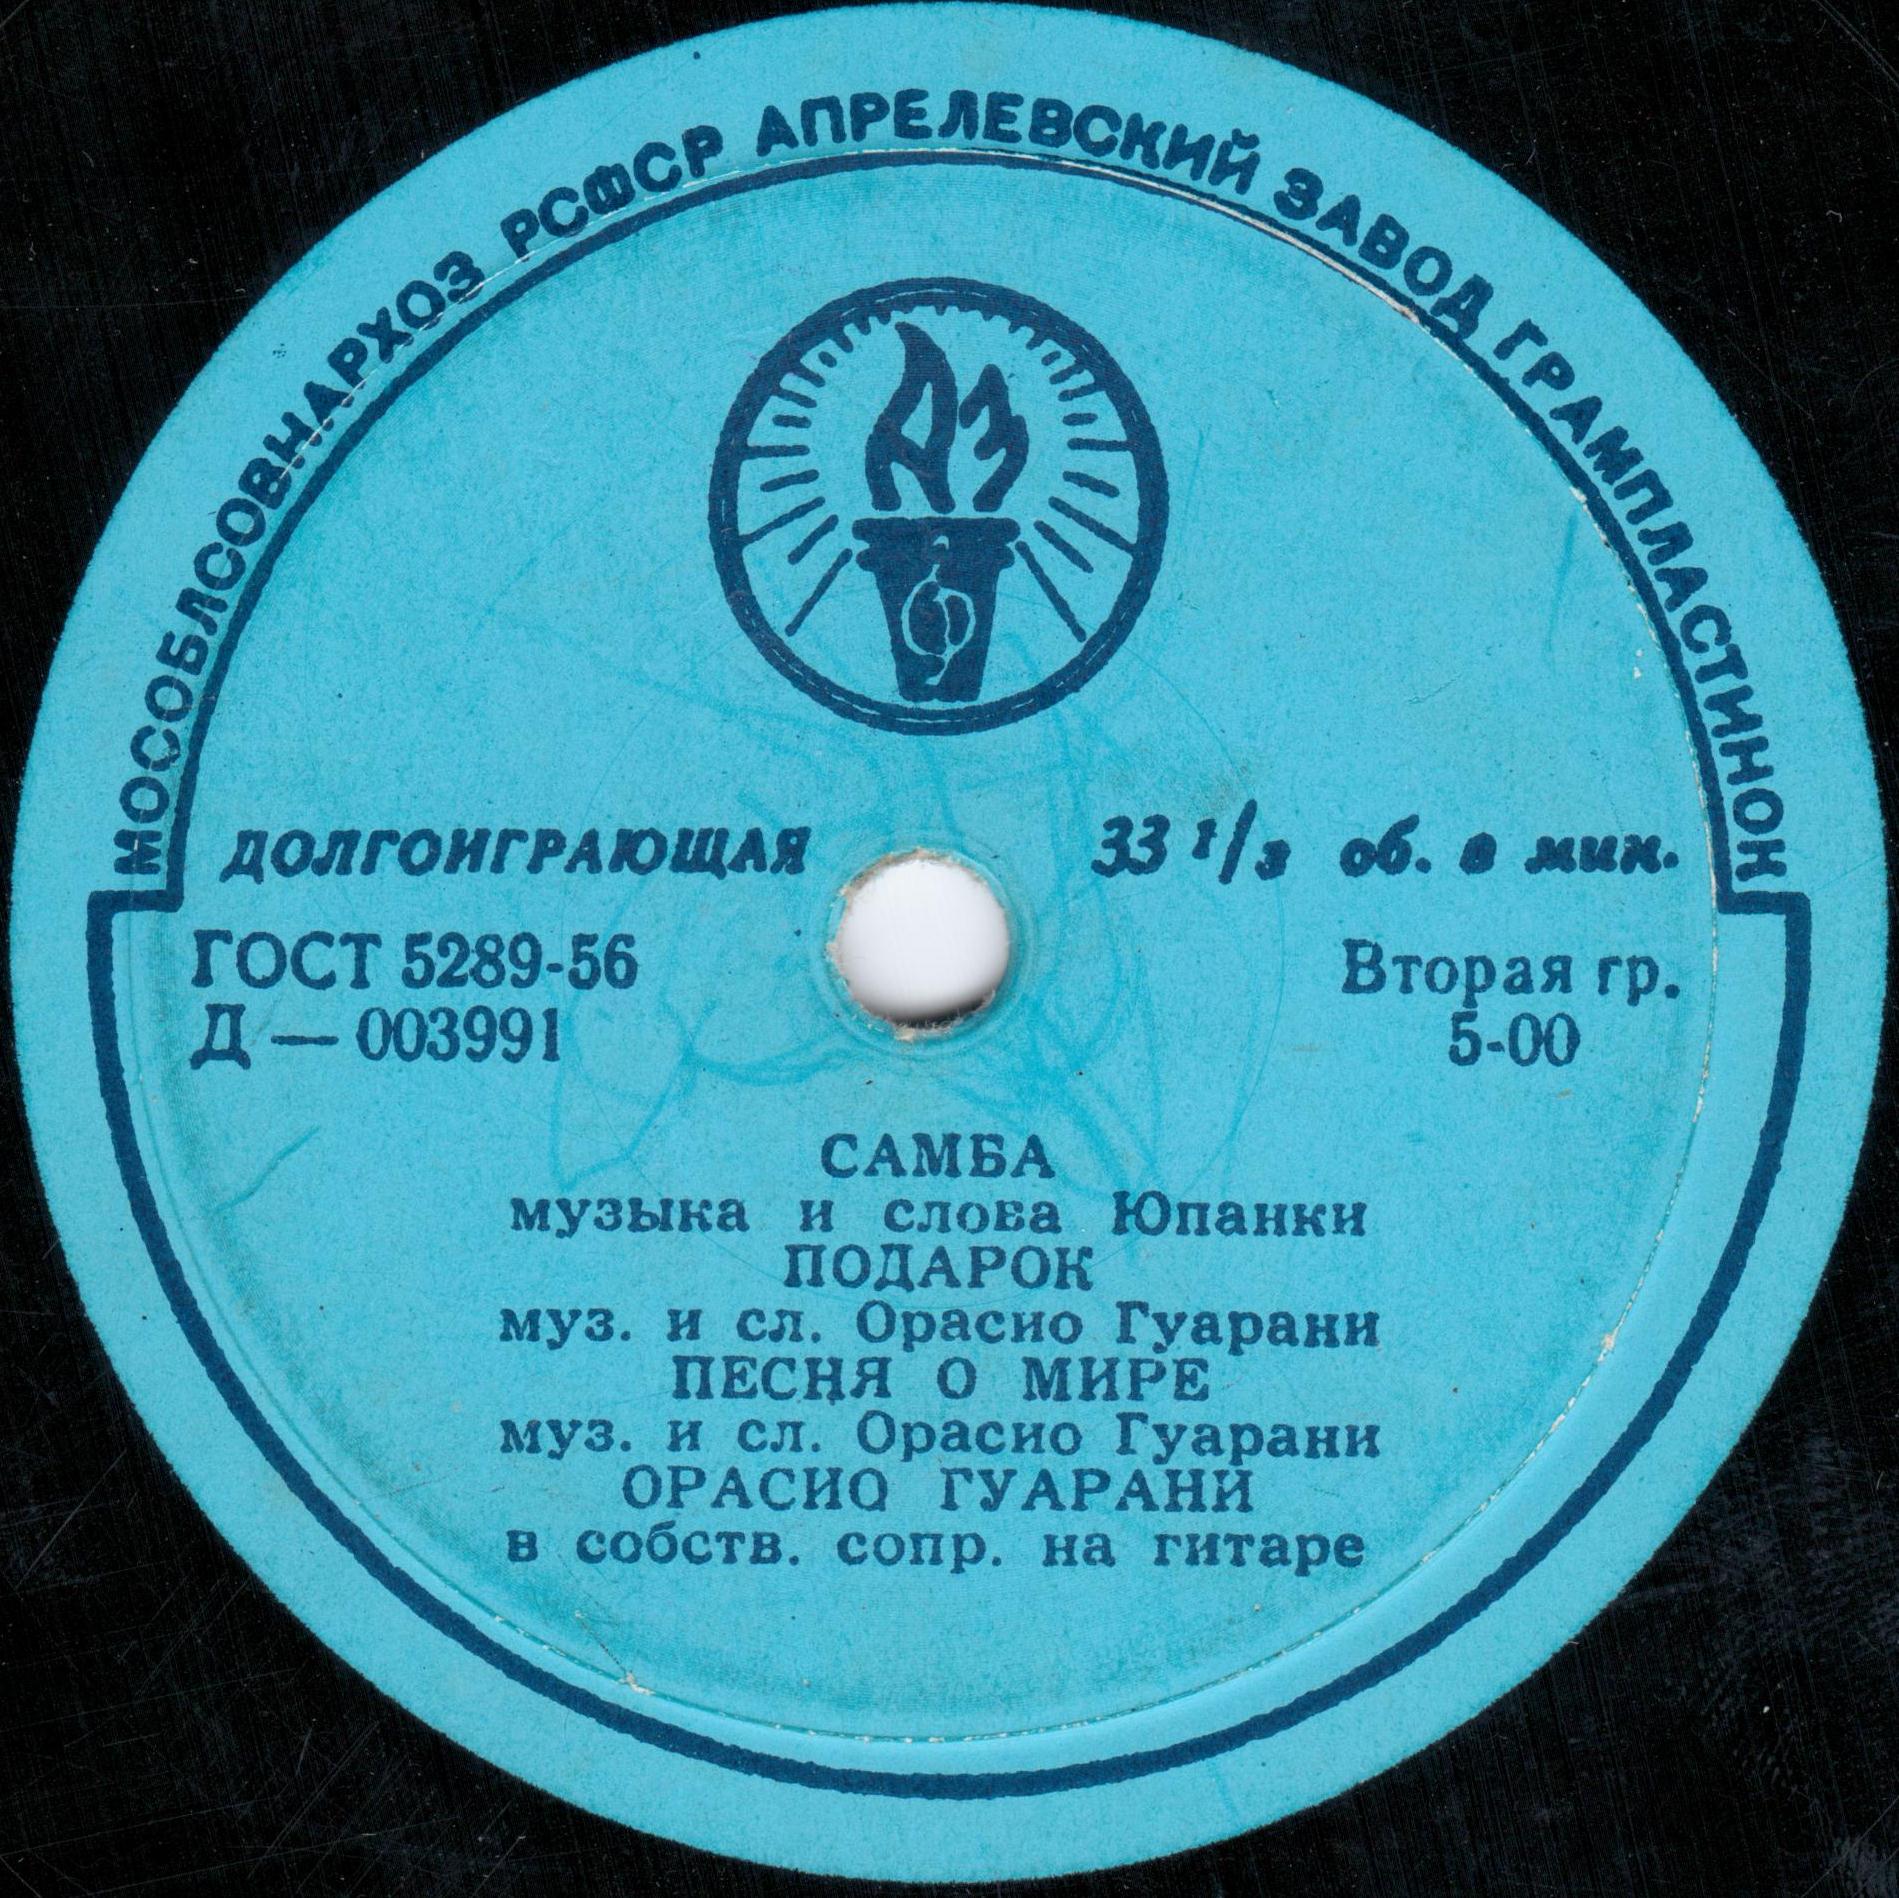 МОСОБЛСОВНАРХОЗ РСФСР АПРЕЛЕВСКИЙ ЗАВОД ГРАМПЛАСТИНОК
АЗ
ДОЛГОИГРАЮЩАЯ 33 1/3 об. в мин.
ГОСТ 5289-56 Вторая гр.
Д — 003991 5-00
САМБА
музыка и слова Юпанки
ПОДАРОК
муз. и сл. Орасио Гуарани
ПЕСНЯ О МИРЕ
муз. и сл. Орасио Гуарани
ОРАСИО ГУАРАНИ
в собств. сопр. на гитаре